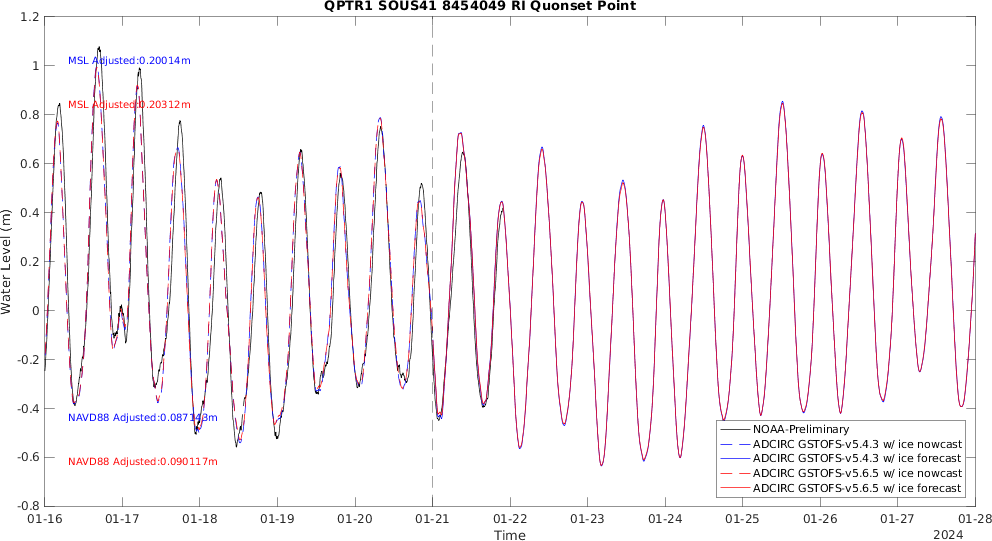 QPTR1 SOUS41 8454049 RI Quonset Point
1.2
1
0.8
0.6
0.4
0.2
0
-0.2
-0.4
-0.6
-0.8
Water Level (m)
MSL Adjusted:0.20014m
MSL Adjusted:0.20312m
NAVD88 Adjusted:0.087143m
NAVD88 Adjusted:0.090117m
NOAA-Preliminary
ADCIRC GSTOFS-v5.4.3 w/ ice nowcast
ADCIRC GSTOFS-v5.4.3 w/ ice forecast
ADCIRC GSTOFS-v5.6.5 w/ ice nowcast
ADCIRC GSTOFS-v5.6.5 w/ ice forecast
01-16 01-17 01-18 01-19 01-20 01-21 01-22 01-23 01-24 01-25 01-26 01-27 01-28
Time
2024